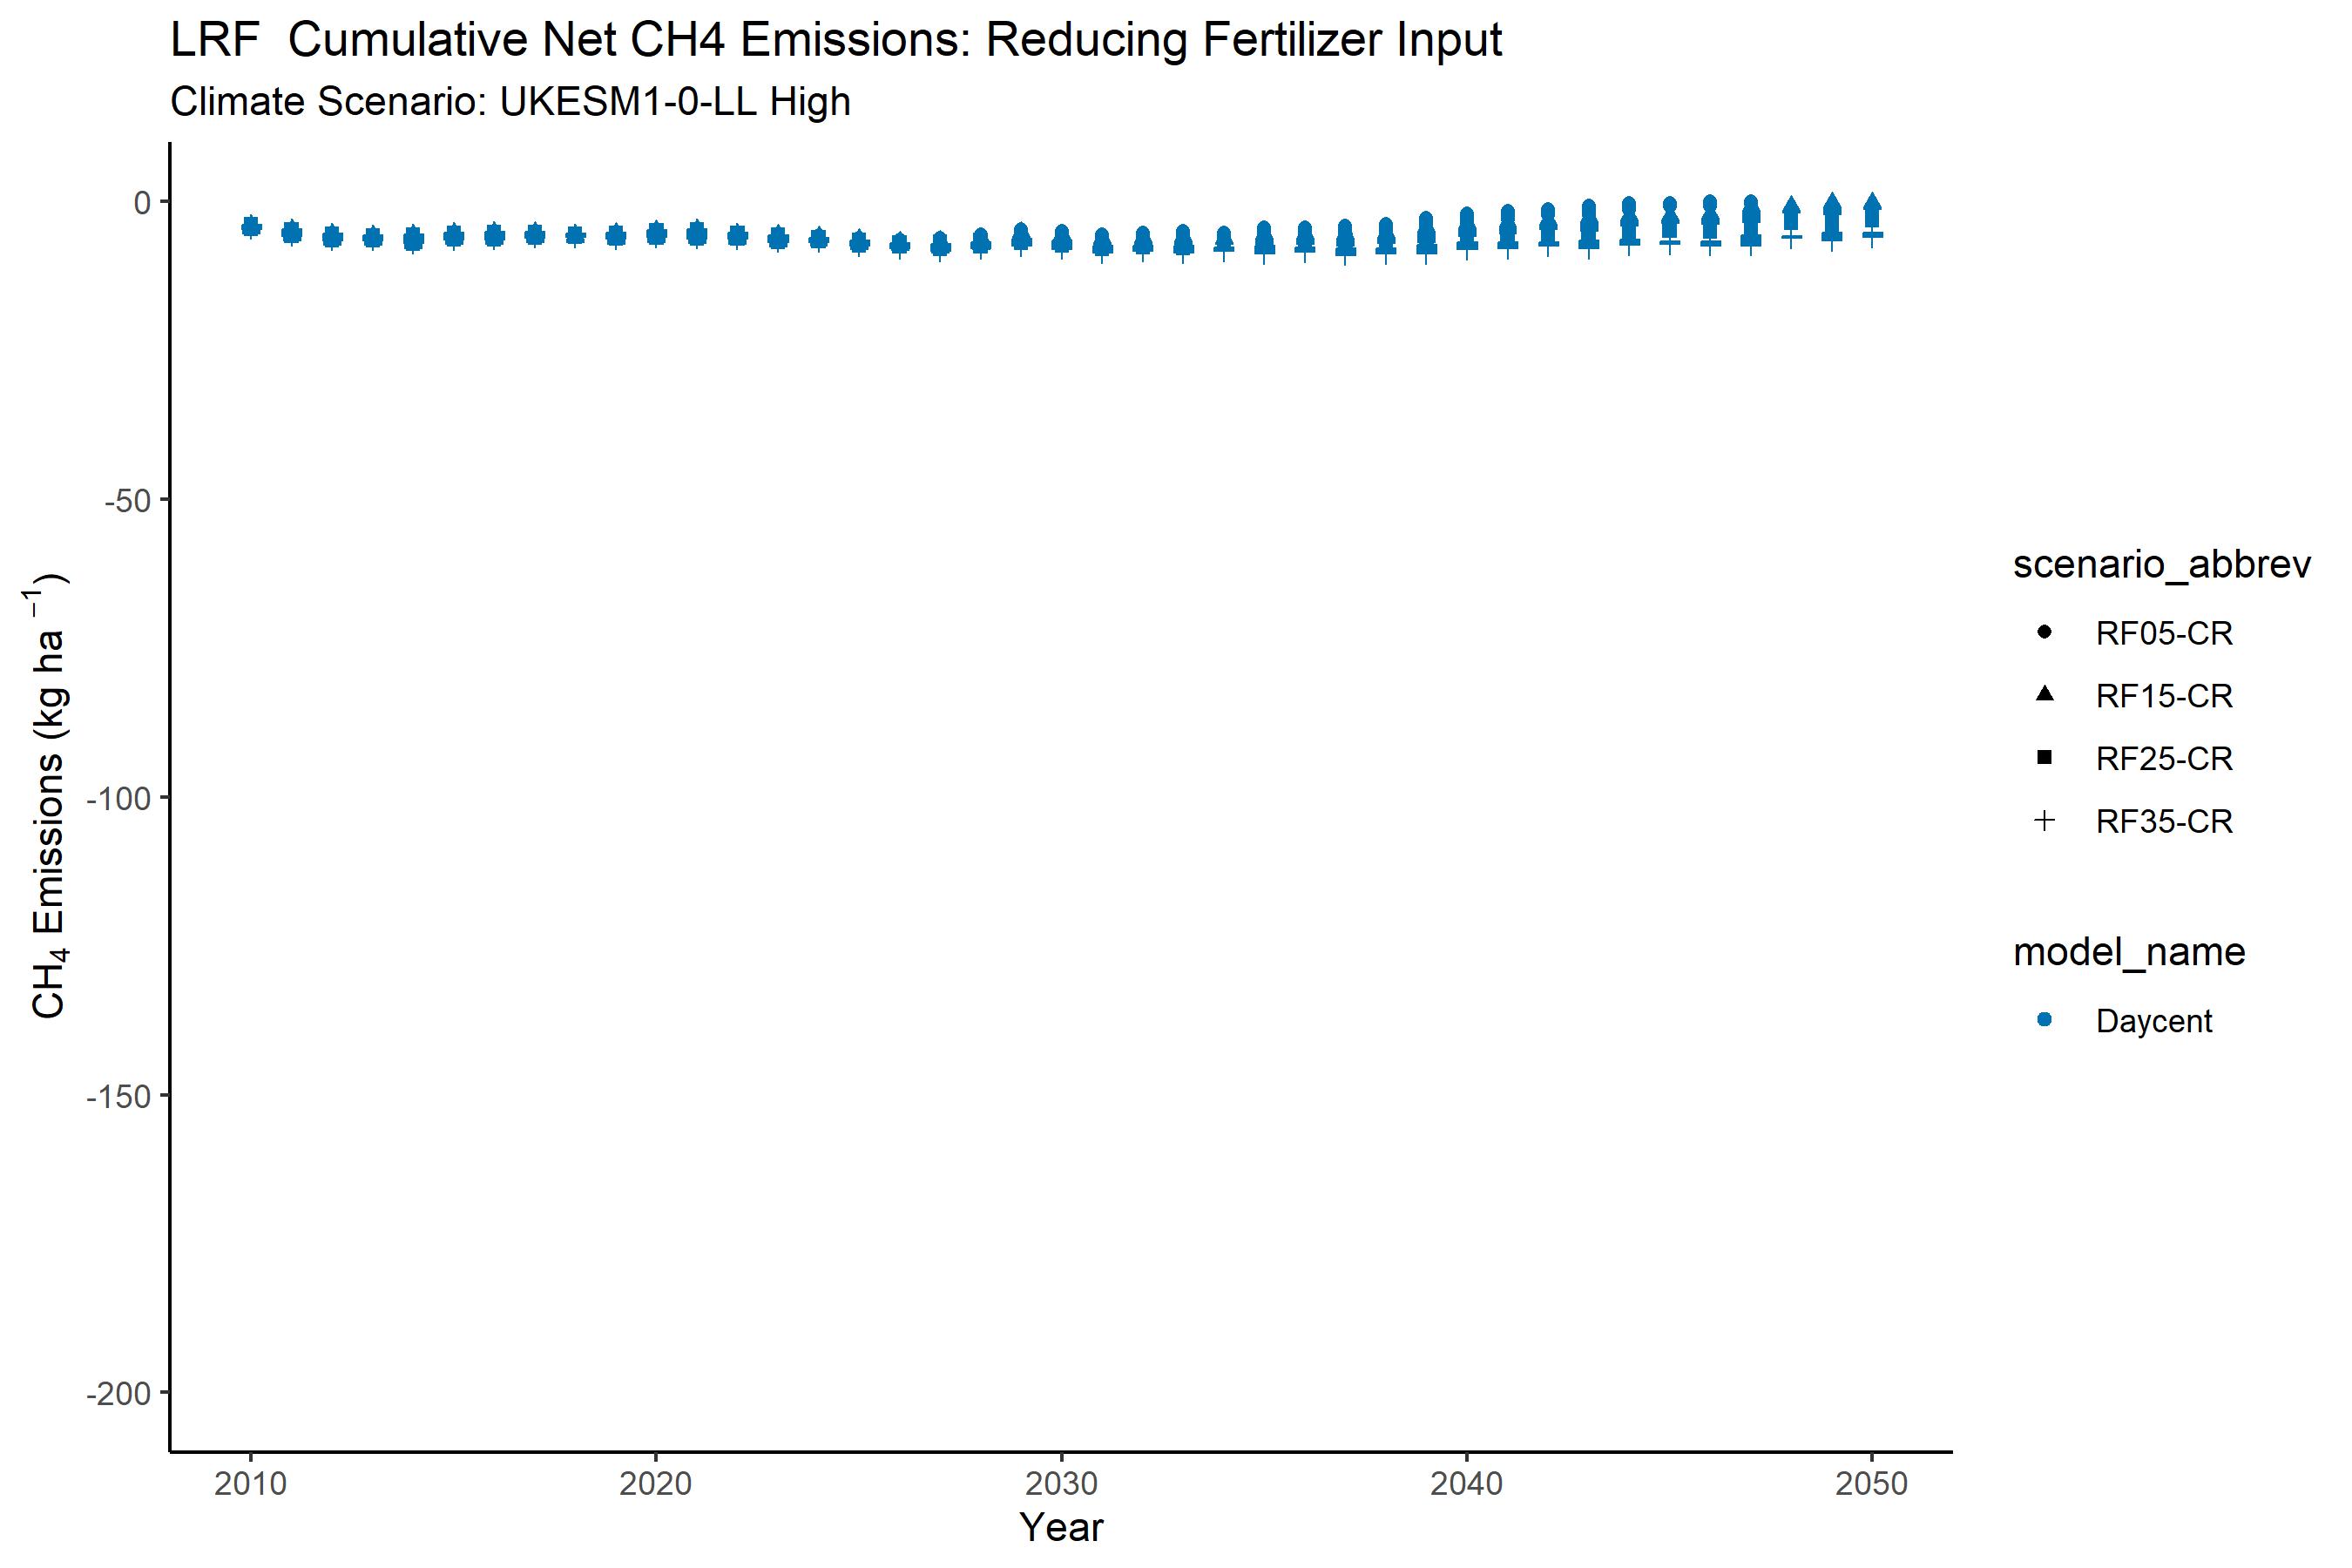 LRF  Cumulative Net CH4 Emissions: Reducing Fertilizer Input
Climate Scenario: UKESM1-0-LL High
CH₄ Emissions (kg ha ⁻¹)
0
-50
-100
-150
-200
2010 2020 2030 2040 2050
Year
scenario_abbrev
RF05-CR
RF15-CR
RF25-CR
RF35-CR
model_name
Daycent